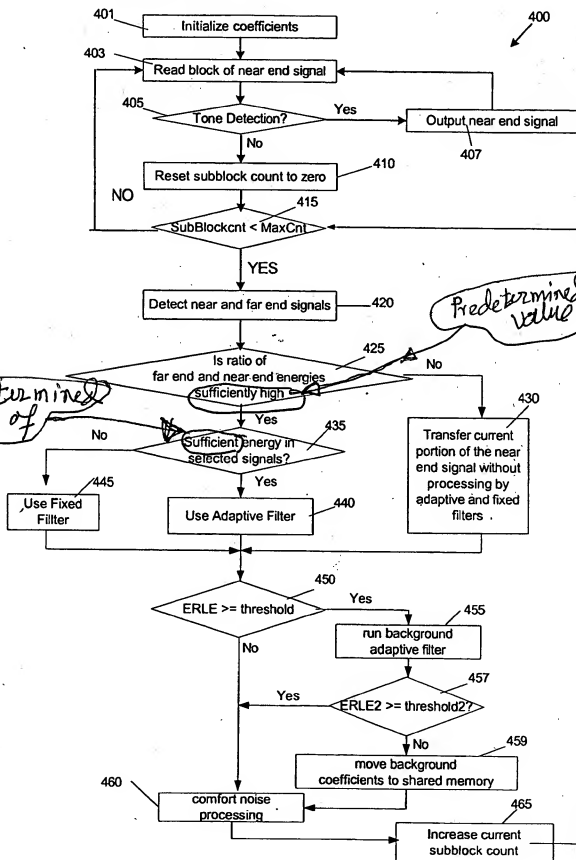 400
401
Initialize coefficients
403
Read block of near end signal
405
Tone Detection?
Yes
Output near end signal
407
No
Reset subblock count to zero
410
NO
415
SubBlockcnt < MaxCnt
YES
Detect near and far end signals
420
Predetermined
value
425
Is ratio of
far end and near end energies
sufficiently high
No
Yes
of
No
435
Sufficient energy in
selected signals?
430
Transfer current
portion of the near
end signal without
processing by
adaptive and fixed
filters .
445
Use Fixed
Fillter
Yes
440
Use Adaptive Filter
450
ERLE >= threshold
Yes
455
run background
adaptive filter
No
457
ERLE2 >= threshold2?
Yes
No
459
move background
coefficients to shared memory
460
comfort noise
processing
465
Increase current
subblock count